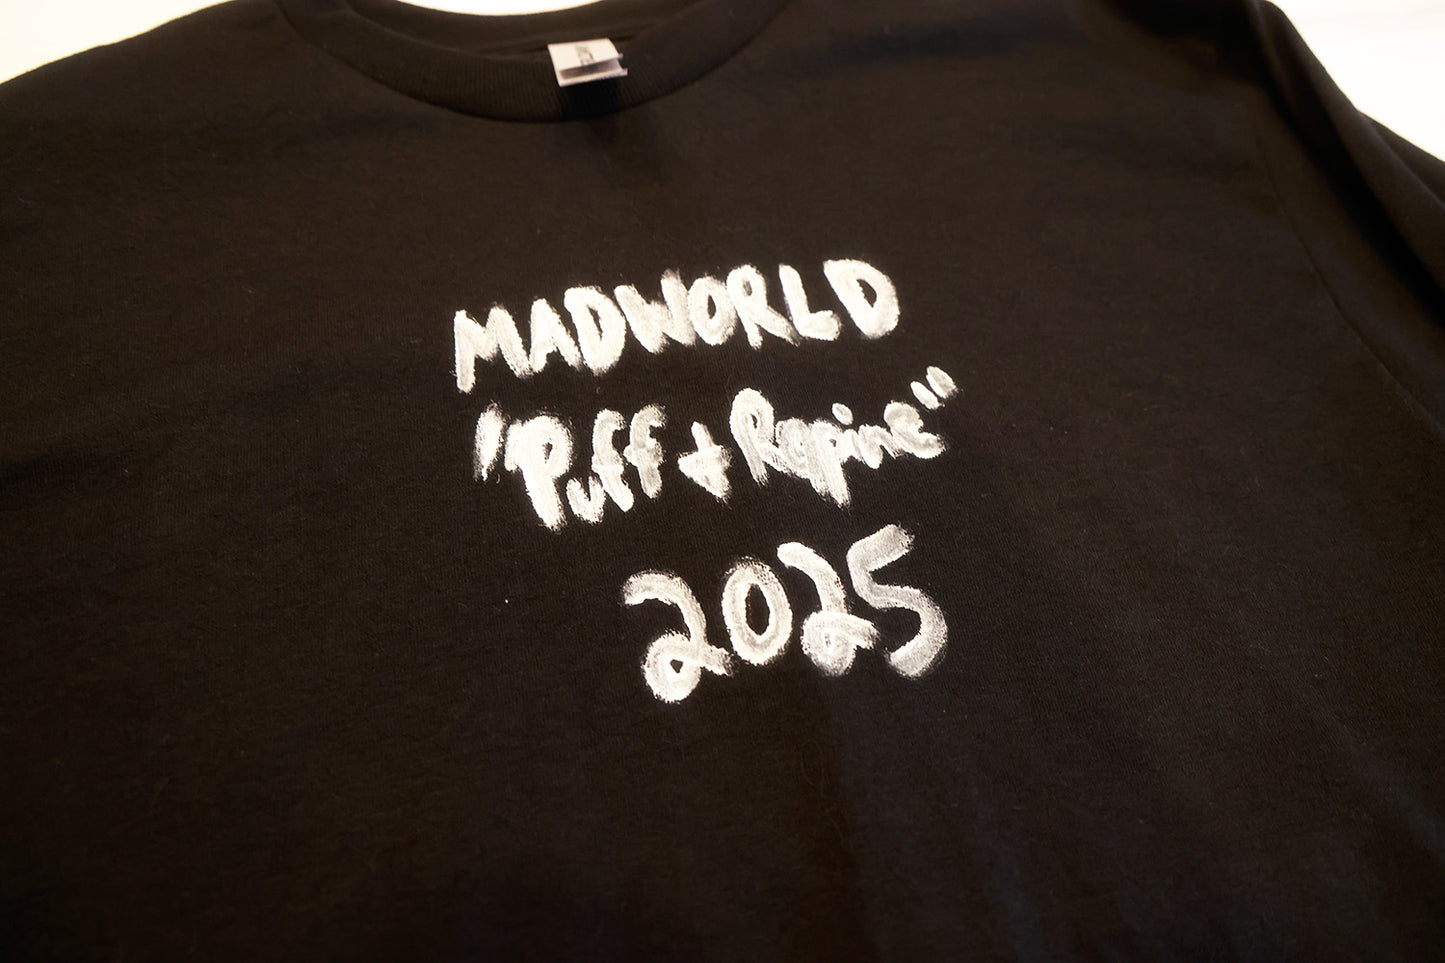 MADWORLD
"Puff + Repine"
2025